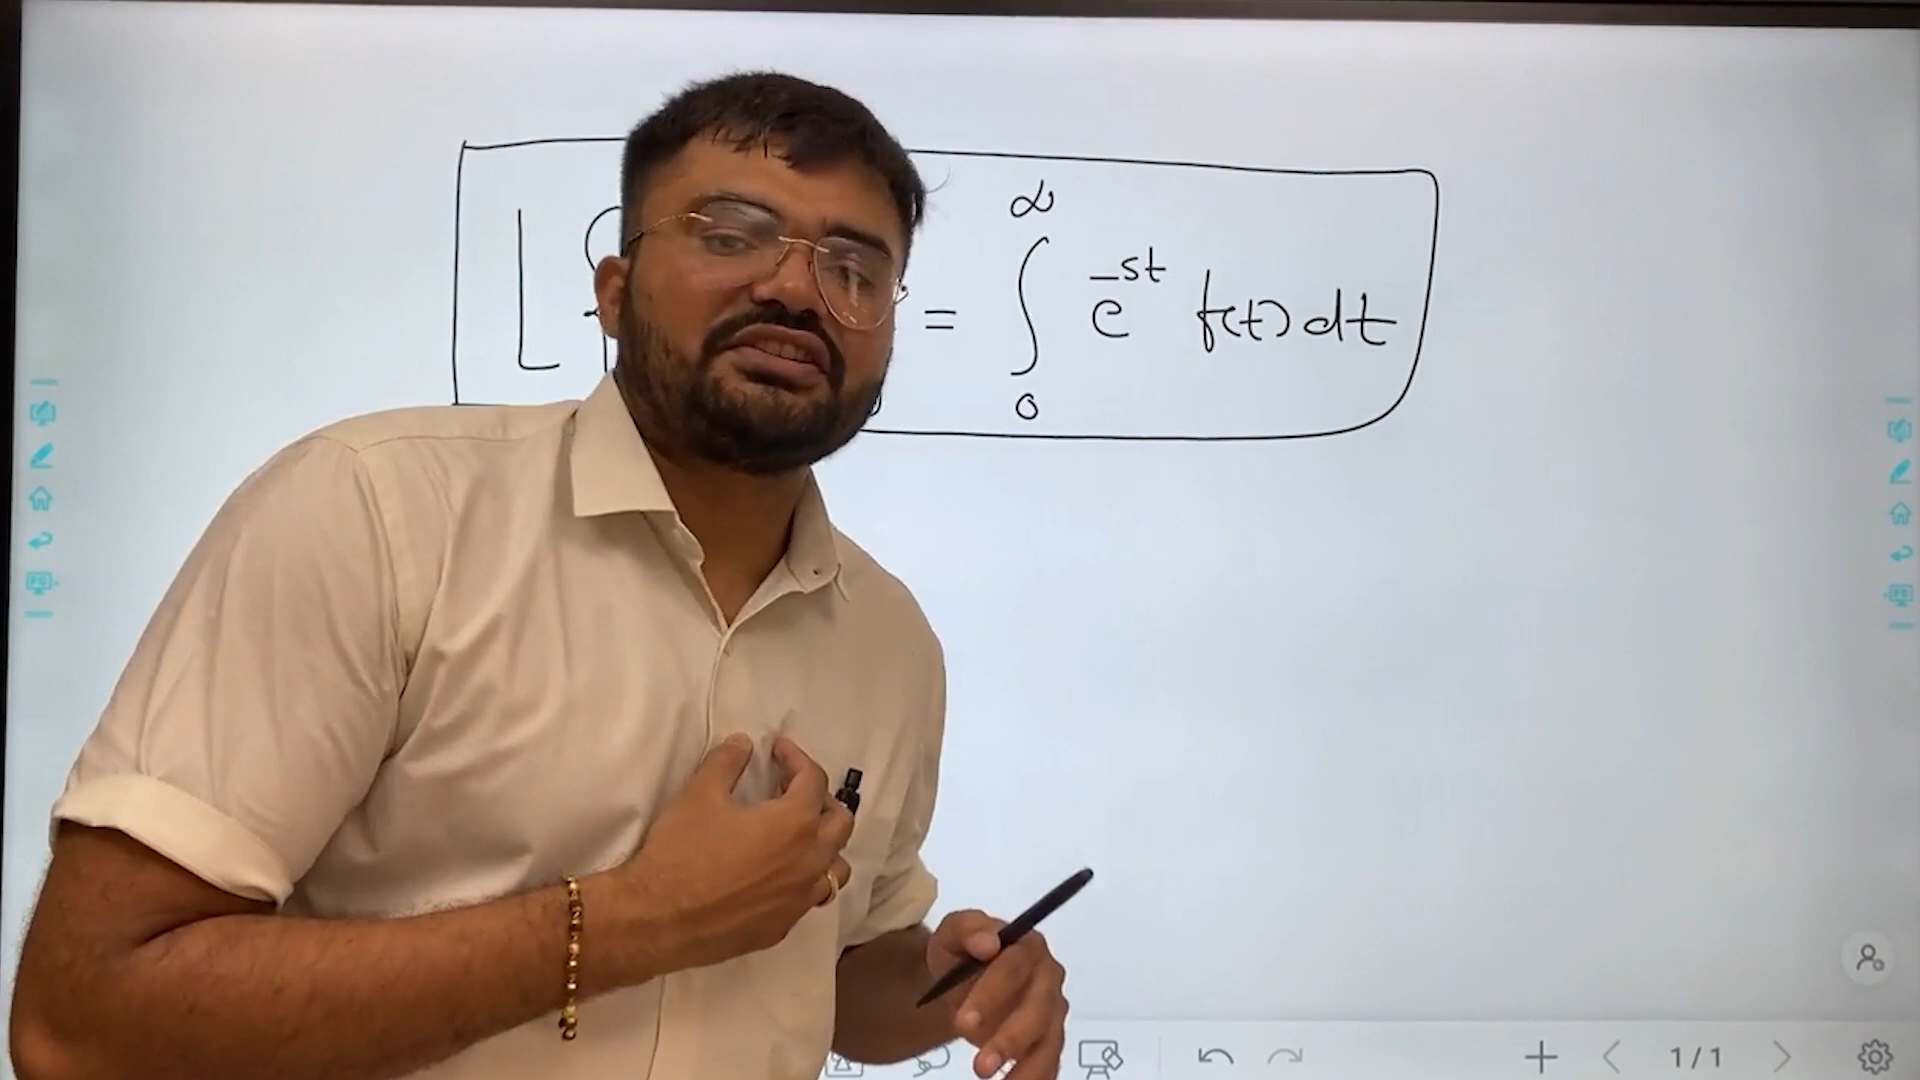 L { = ∫₀^∞ e^-st f(t) dt
1/1